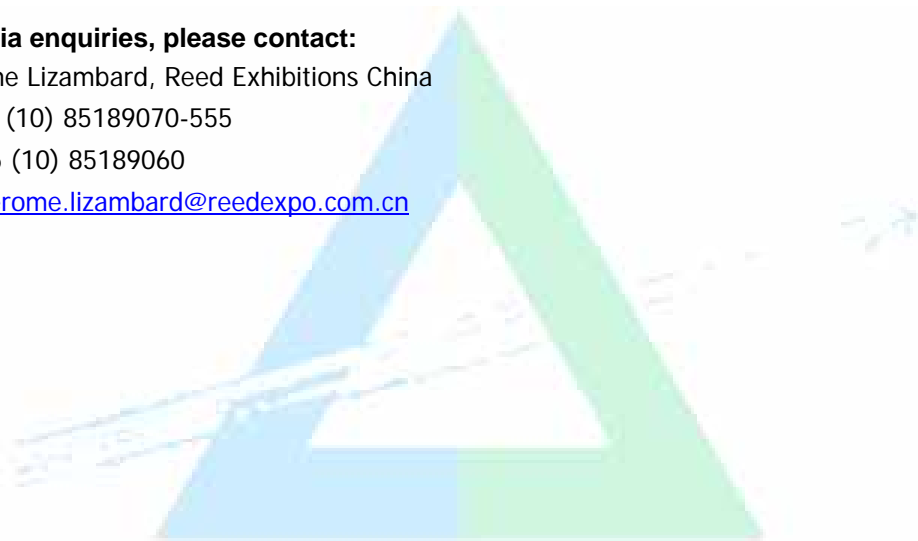 ia enquiries, please contact:
ne Lizambard, Reed Exhibitions China
(10) 85189070-555
(10) 85189060
rome.lizambard@reedexpo.com.cn